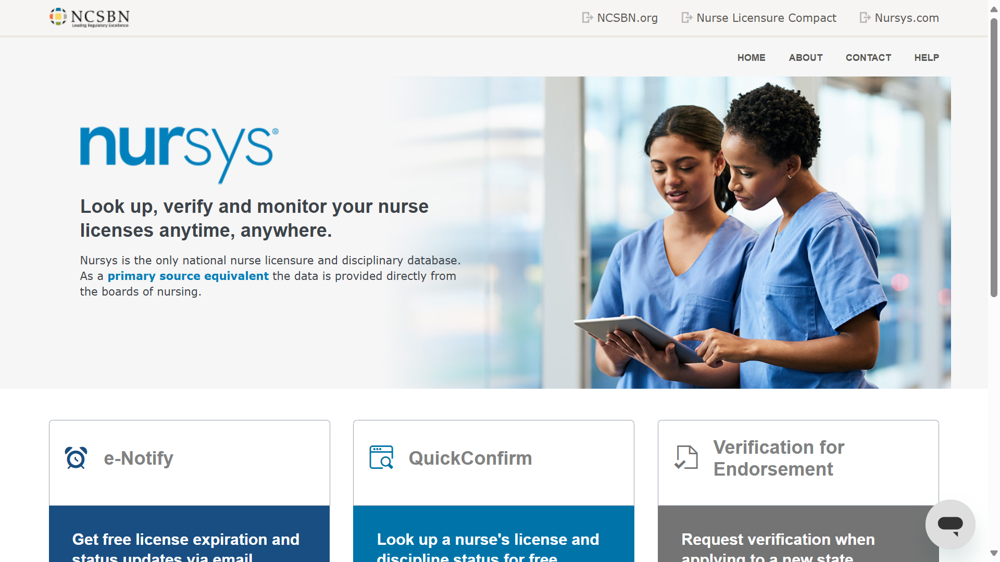 NCSBN
Leading Regulatory Excellence
NCSBN.org
Nurse Licensure Compact
Nursys.com
HOME
ABOUT
CONTACT
HELP
nursys®
Look up, verify and monitor your nurse
licenses anytime, anywhere.
Nursys is the only national nurse licensure and disciplinary database.
As a primary source equivalent the data is provided directly from
the boards of nursing.
e-Notify
QuickConfirm
Verification for
Endorsement
Get free license expiration and
status updates via email
Look up a nurse's license and
discipline status for free
Request verification when
applying to a new state